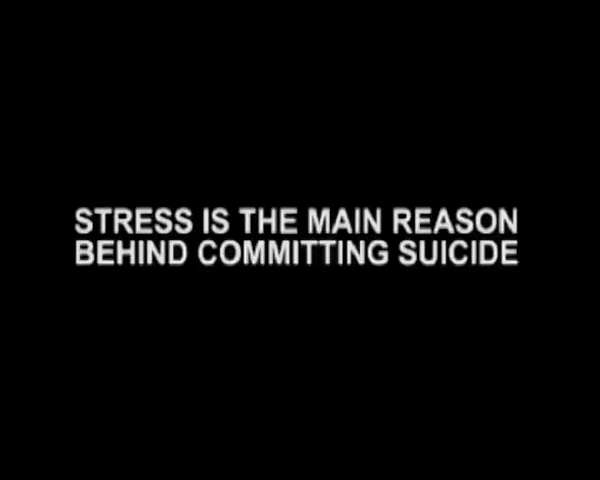 STRESS IS THE MAIN REASON
BEHIND COMMITTING SUICIDE